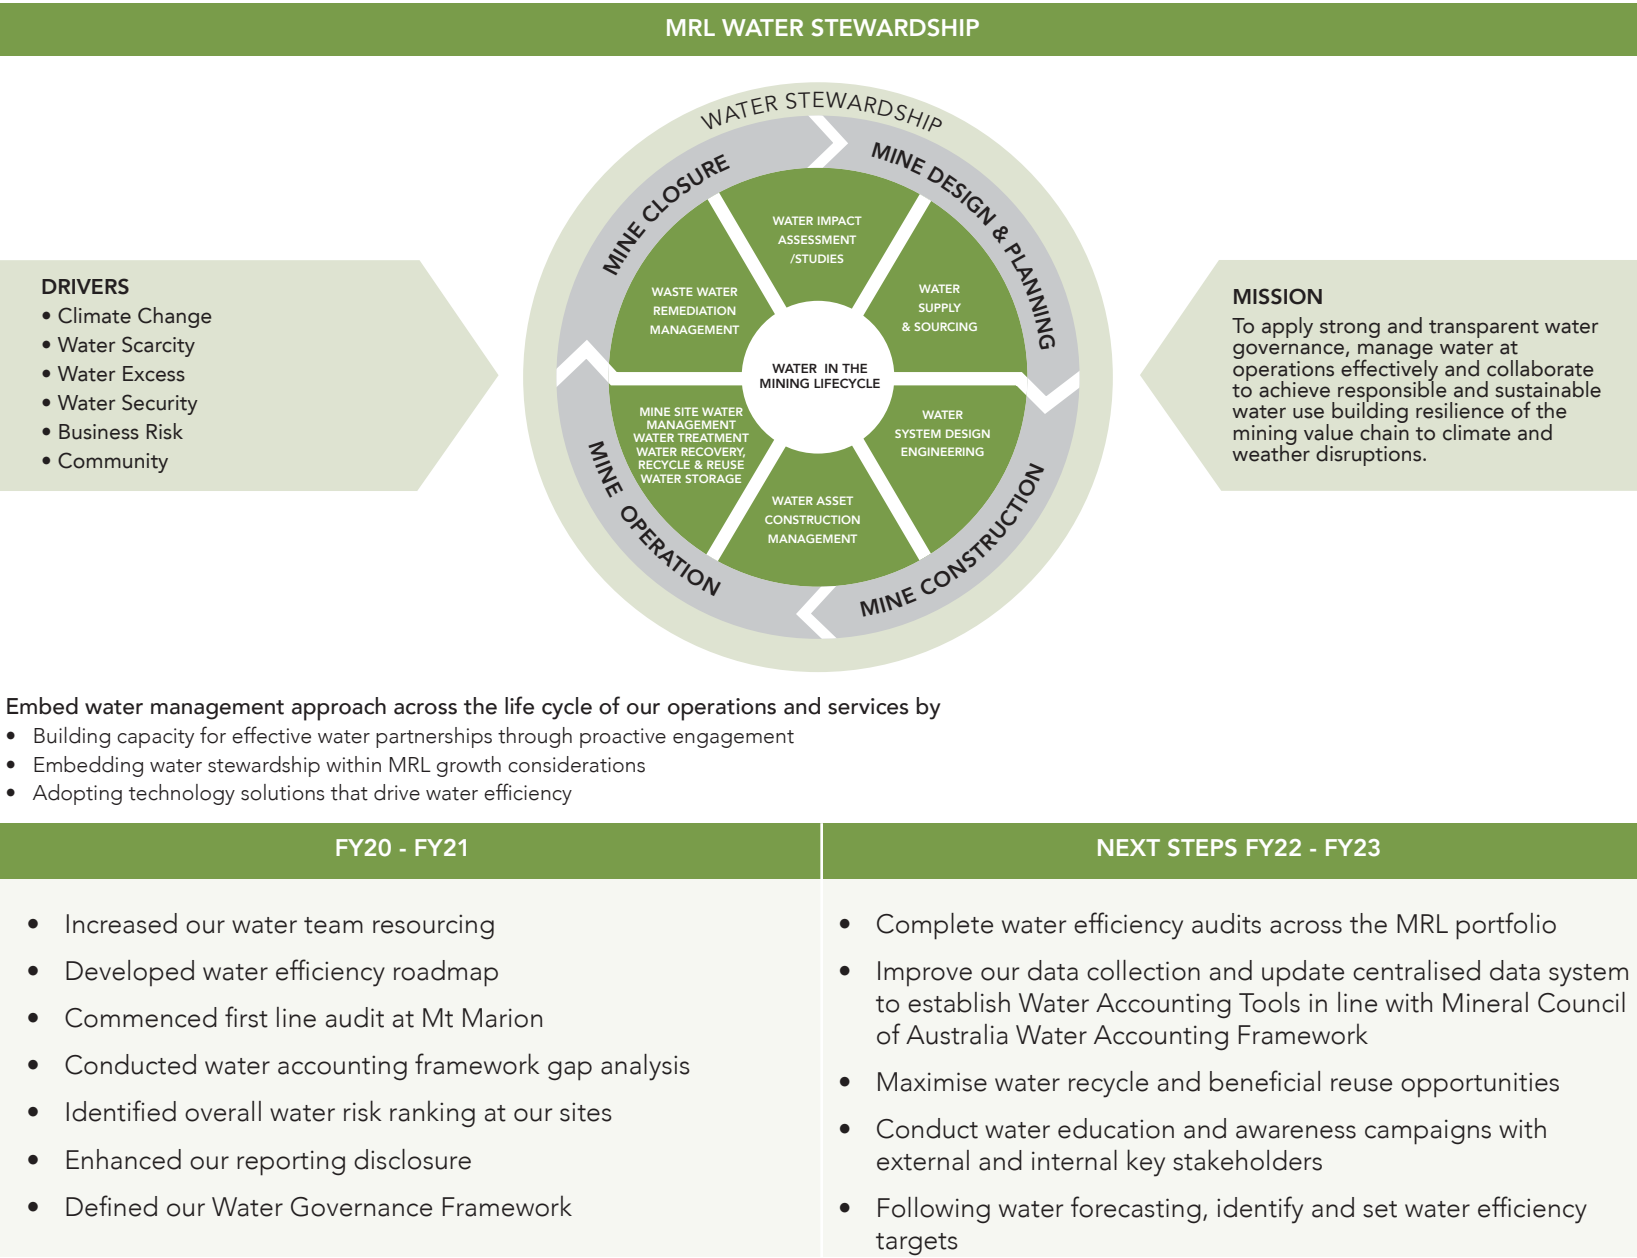 MRL WATER STEWARDSHIP
WATER STEWARDSHIP
MINE CLOSURE
MINE DESIGN & PLANNING
MINE CONSTRUCTION
MINE OPERATION
WATER IMPACT
ASSESSMENT
/STUDIES
WATER
SUPPLY
& SOURCING
WATER
SYSTEM DESIGN
ENGINEERING
WATER ASSET
CONSTRUCTION
MANAGEMENT
MINE SITE WATER
MANAGEMENT
WATER TREATMENT
WATER RECOVERY,
RECYCLE & REUSE
WATER STORAGE
WASTE WATER
REMEDIATION
MANAGEMENT
WATER IN THE
MINING LIFECYCLE
DRIVERS
• Climate Change
• Water Scarcity
• Water Excess
• Water Security
• Business Risk
• Community
MISSION
To apply strong and transparent water
governance, manage water at
operations effectively and collaborate
to achieve responsible and sustainable
water use building resilience of the
mining value chain to climate and
weather disruptions.
Embed water management approach across the life cycle of our operations and services by
• Building capacity for effective water partnerships through proactive engagement
• Embedding water stewardship within MRL growth considerations
• Adopting technology solutions that drive water efficiency
FY20 - FY21
• Increased our water team resourcing
• Developed water efficiency roadmap
• Commenced first line audit at Mt Marion
• Conducted water accounting framework gap analysis
• Identified overall water risk ranking at our sites
• Enhanced our reporting disclosure
• Defined our Water Governance Framework
NEXT STEPS FY22 - FY23
• Complete water efficiency audits across the MRL portfolio
• Improve our data collection and update centralised data system
to establish Water Accounting Tools in line with Mineral Council
of Australia Water Accounting Framework
• Maximise water recycle and beneficial reuse opportunities
• Conduct water education and awareness campaigns with
external and internal key stakeholders
• Following water forecasting, identify and set water efficiency
targets